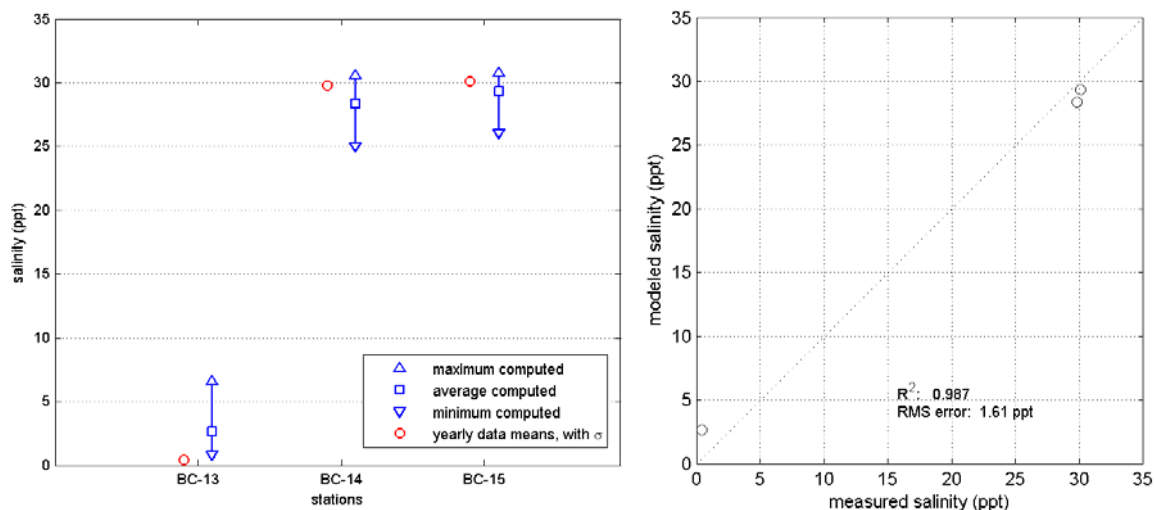 35
30
25
20
15
10
5
0
salinity (ppt)
BC-13 BC-14 BC-15
stations
maximum computed
average computed
minimum computed
yearly data means, with σ
35
30
25
20
15
10
5
0
modeled salinity (ppt)
R2: 0.987
RMS error: 1.61 ppt
0 5 10 15 20 25 30 35
measured salinity (ppt)